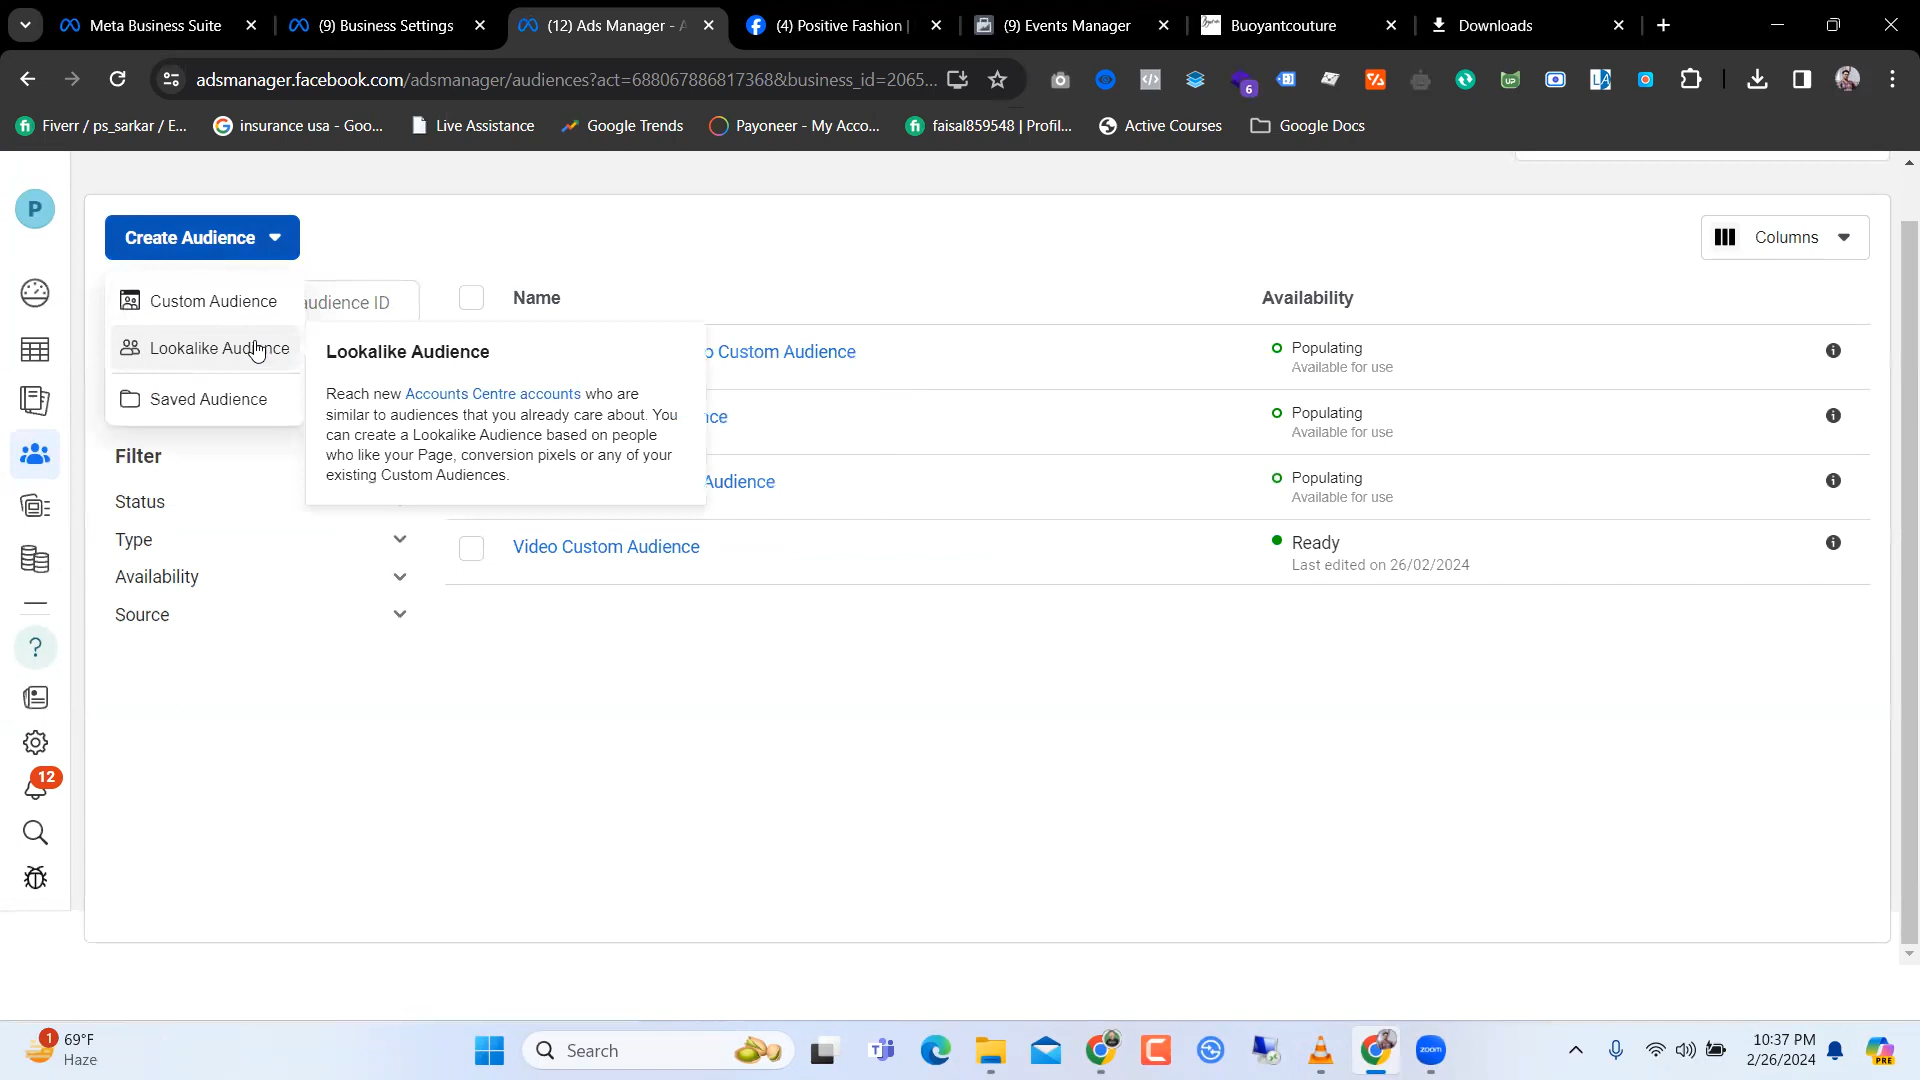 Meta Business Suite
(9) Business Settings
(12) Ads Manager - A
(4) Positive Fashion |
(9) Events Manager
Buoyantcouture
Downloads
adsmanager.facebook.com/adsmanager/audiences?act=688067886817368&business_id=2065...
6
Fiverr / ps_sarkar / E...
insurance usa - Goo...
Live Assistance
Google Trends
Payoneer - My Acco...
faisal859548 | Profil...
Active Courses
Google Docs
P
Create Audience
Columns
Custom Audience
audience ID
Name
Availability
Lookalike Audience
Lookalike Audience
Reach new Accounts Centre accounts who are
similar to audiences that you already care about. You
can create a Lookalike Audience based on people
who like your Page, conversion pixels or any of your
existing Custom Audiences.
Saved Audience
Custom Audience
Populating
Available for use
Populating
Available for use
Audience
Populating
Available for use
Video Custom Audience
Ready
Last edited on 26/02/2024
Filter
Status
Type
Availability
Source
12
1
69°F
Haze
Search
zoom
10:37 PM
2/26/2024
PRE